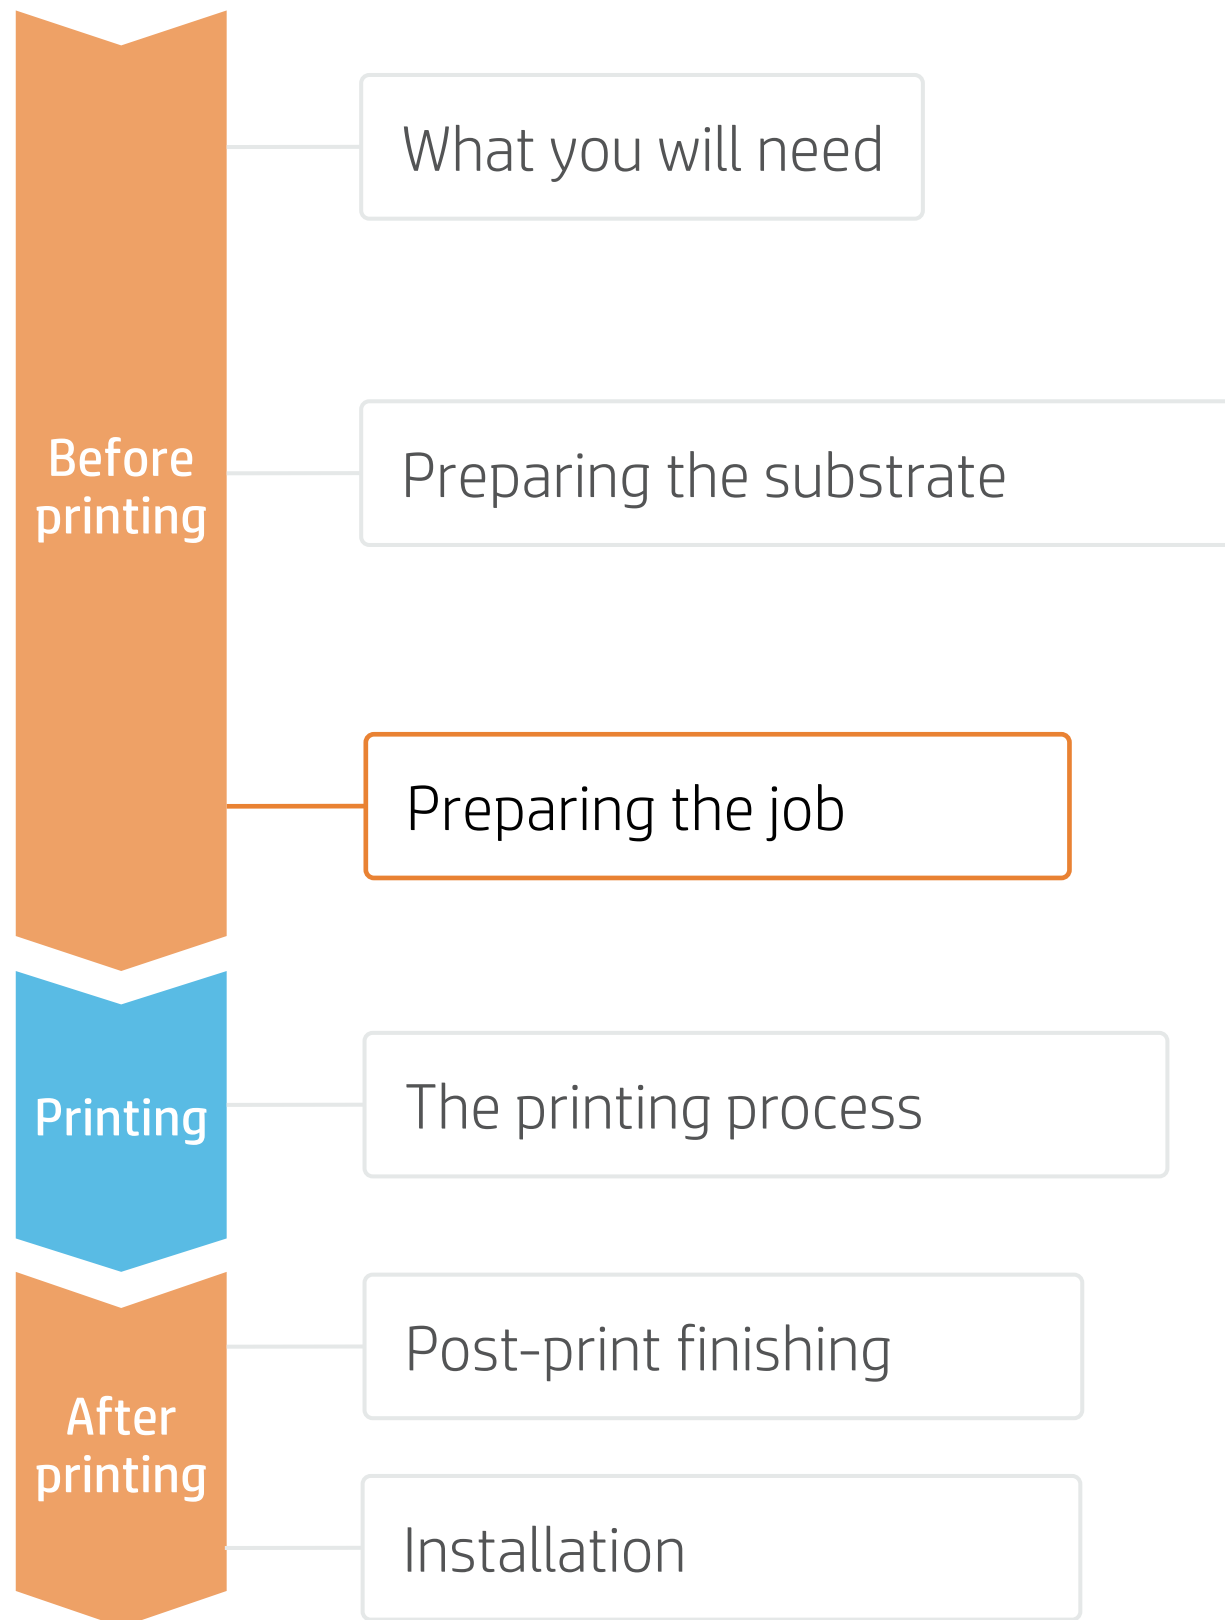 What you will need
Before
printing
Preparing the substrate
Preparing the job
Printing
The printing process
After
printing
Post-print finishing
Installation